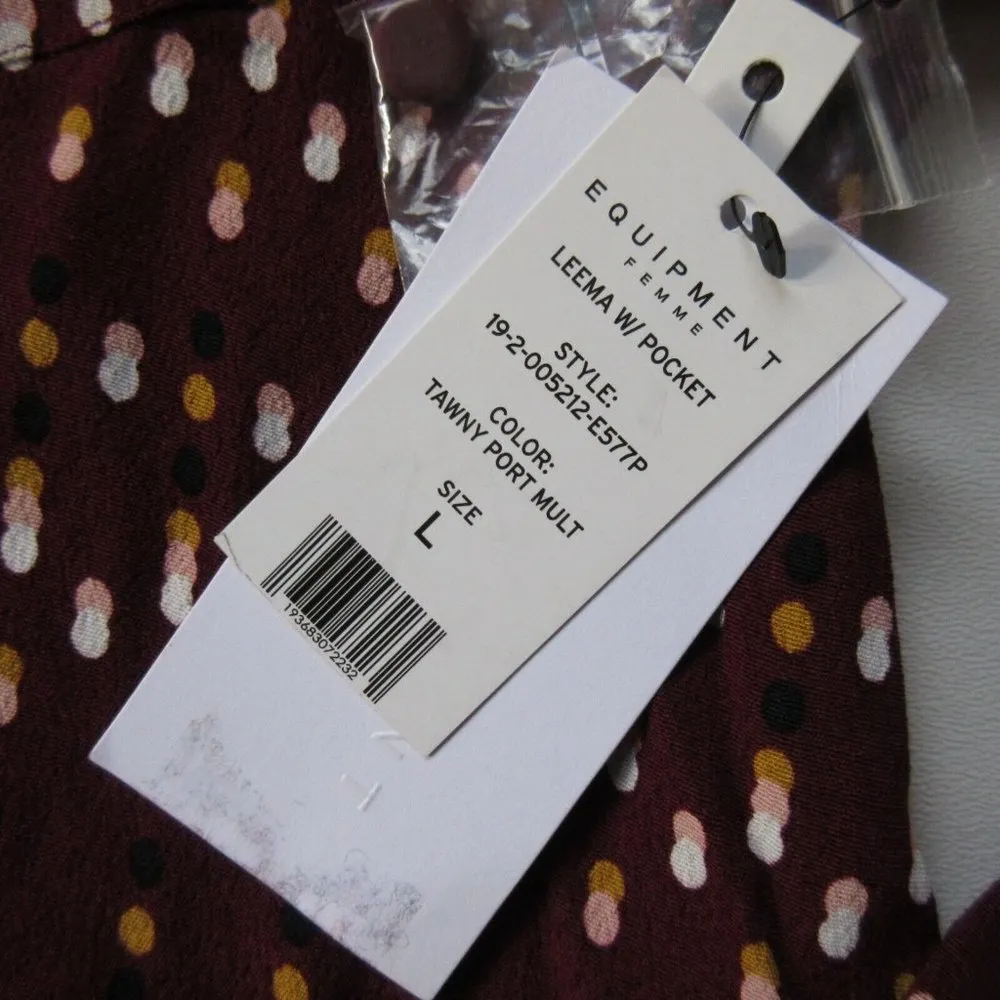 EQUIPMENT
FEMME
LEEMA W/ POCKET
STYLE:
19-2-005212-E577P
COLOR:
TAWNY PORT MULT
SIZE
L
193683072232